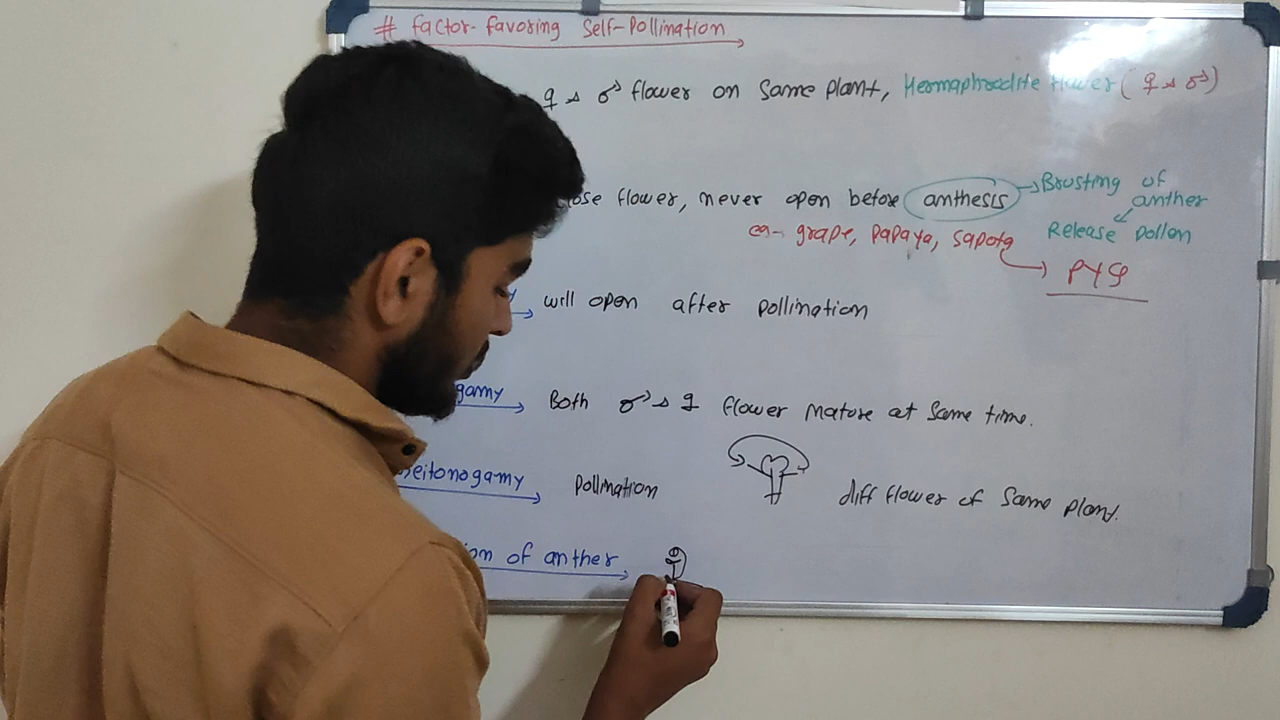 # factor-favoring Self-Pollination
♀ & ♂ flower on Same plant, Hermaphrodite flower (♀ & ♂)
ose flower, never open before anthesis → Brusting of anther
↙
Release pollen
eg- grape, papaya, sapota → PYQ
y → will open after pollination
gamy → Both ♂ & ♀ flower mature at same time.
eitonogamy → pollination diff flower of same plant.
on of anther →